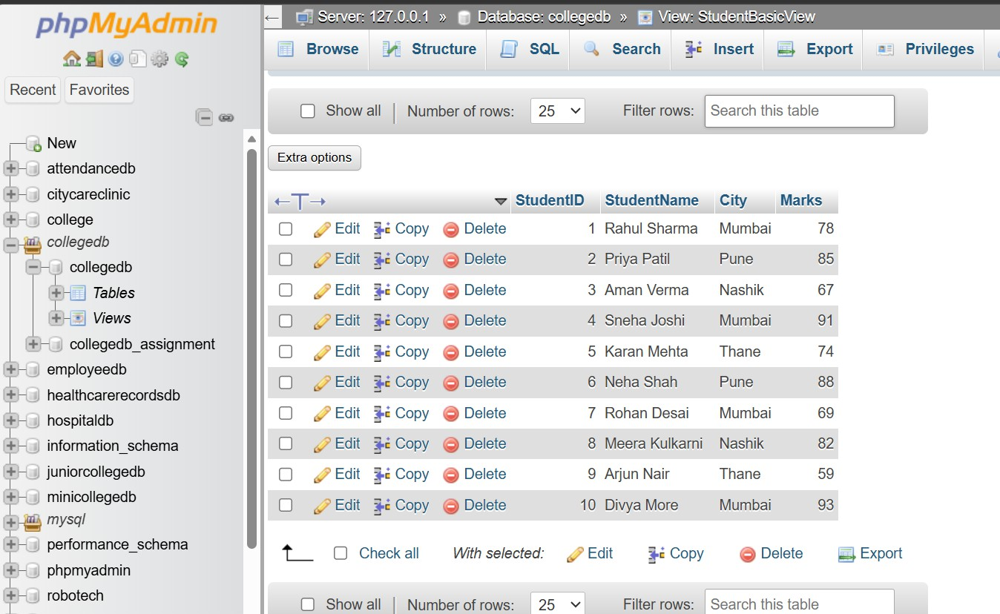 phpMyAdmin
Recent Favorites
New
attendancedb
citycareclinic
college
collegedb
collegedb
Tables
Views
collegedb_assignment
employeedb
healthcarerecordsdb
hospitaldb
information_schema
juniorcollegedb
minicollegedb
mysql
performance_schema
phpmyadmin
robotech
Server: 127.0.0.1 » Database: collegedb » View: StudentBasicView
Browse Structure SQL Search Insert Export Privileges
Show all Number of rows: 25 Filter rows: Search this table
Extra options
←T→ StudentID StudentName City Marks
Edit Copy Delete 1 Rahul Sharma Mumbai 78
Edit Copy Delete 2 Priya Patil Pune 85
Edit Copy Delete 3 Aman Verma Nashik 67
Edit Copy Delete 4 Sneha Joshi Mumbai 91
Edit Copy Delete 5 Karan Mehta Thane 74
Edit Copy Delete 6 Neha Shah Pune 88
Edit Copy Delete 7 Rohan Desai Mumbai 69
Edit Copy Delete 8 Meera Kulkarni Nashik 82
Edit Copy Delete 9 Arjun Nair Thane 59
Edit Copy Delete 10 Divya More Mumbai 93
Check all With selected: Edit Copy Delete Export
Show all Number of rows: 25 Filter rows: Search this table